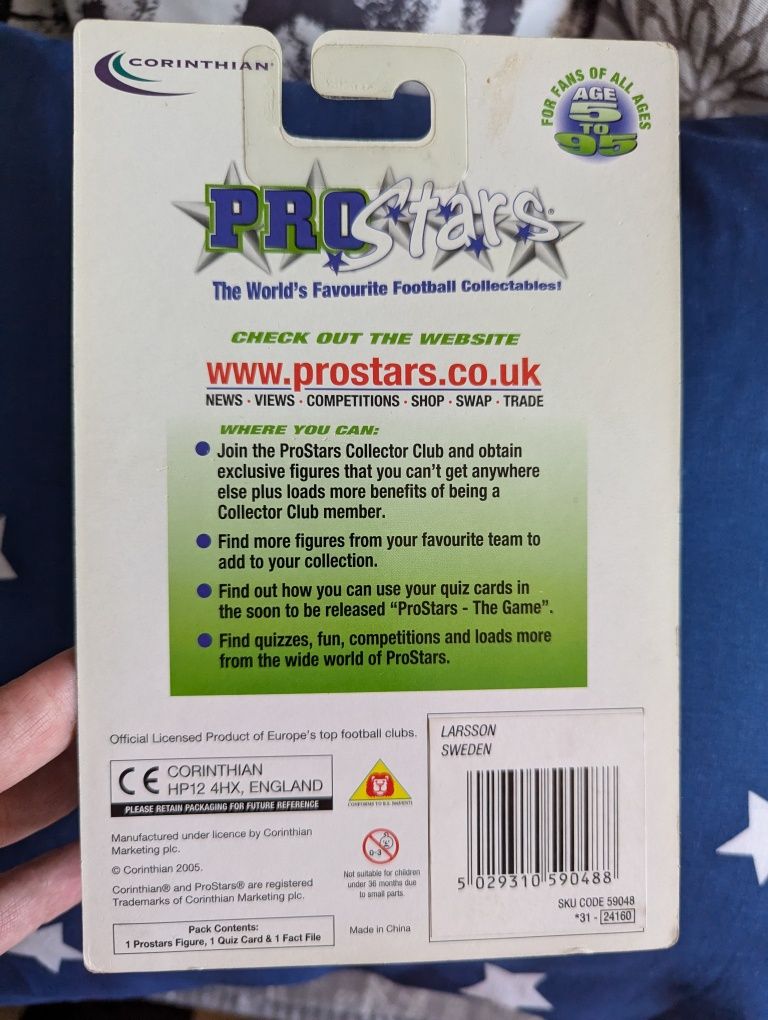 CORINTHIAN®
FOR FANS OF ALL AGES
AGE
5
TO
95
PROStars®
The World's Favourite Football Collectables!
CHECK OUT THE WEBSITE
www.prostars.co.uk
NEWS · VIEWS · COMPETITIONS · SHOP · SWAP · TRADE
WHERE YOU CAN:
Join the ProStars Collector Club and obtain
exclusive figures that you can't get anywhere
else plus loads more benefits of being a
Collector Club member.
Find more figures from your favourite team to
add to your collection.
Find out how you can use your quiz cards in
the soon to be released "ProStars - The Game".
Find quizzes, fun, competitions and loads more
from the wide world of ProStars.
Official Licensed Product of Europe's top football clubs.
CE CORINTHIAN
HP12 4HX, ENGLAND
PLEASE RETAIN PACKAGING FOR FUTURE REFERENCE
Manufactured under licence by Corinthian
Marketing plc.
© Corinthian 2005.
Corinthian® and ProStars® are registered
Trademarks of Corinthian Marketing plc.
Pack Contents:
1 Prostars Figure, 1 Quiz Card & 1 Fact File
CONFORMS TO B.S.
0-3
Not suitable for children
under 36 months due
to small parts.
Made in China
LARSSON
SWEDEN
5 029310 590488
SKU CODE 59048
*31 - 24160